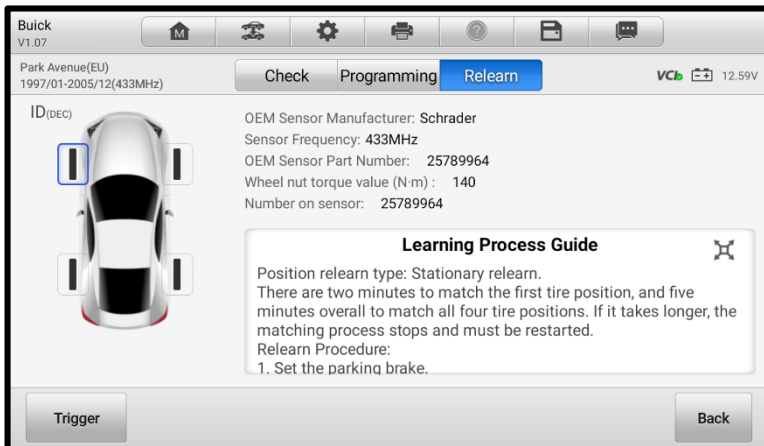 Buick
V1.07
Park Avenue(EU)
1997/01-2005/12(433MHz)
Check Programming Relearn
VCI 12.59V
ID(DEC)
OEM Sensor Manufacturer: Schrader
Sensor Frequency: 433MHz
OEM Sensor Part Number: 25789964
Wheel nut torque value (N·m) : 140
Number on sensor: 25789964
Learning Process Guide
Position relearn type: Stationary relearn.
There are two minutes to match the first tire position, and five
minutes overall to match all four tire positions. If it takes longer, the
matching process stops and must be restarted.
Relearn Procedure:
1. Set the parking brake.
Trigger
Back